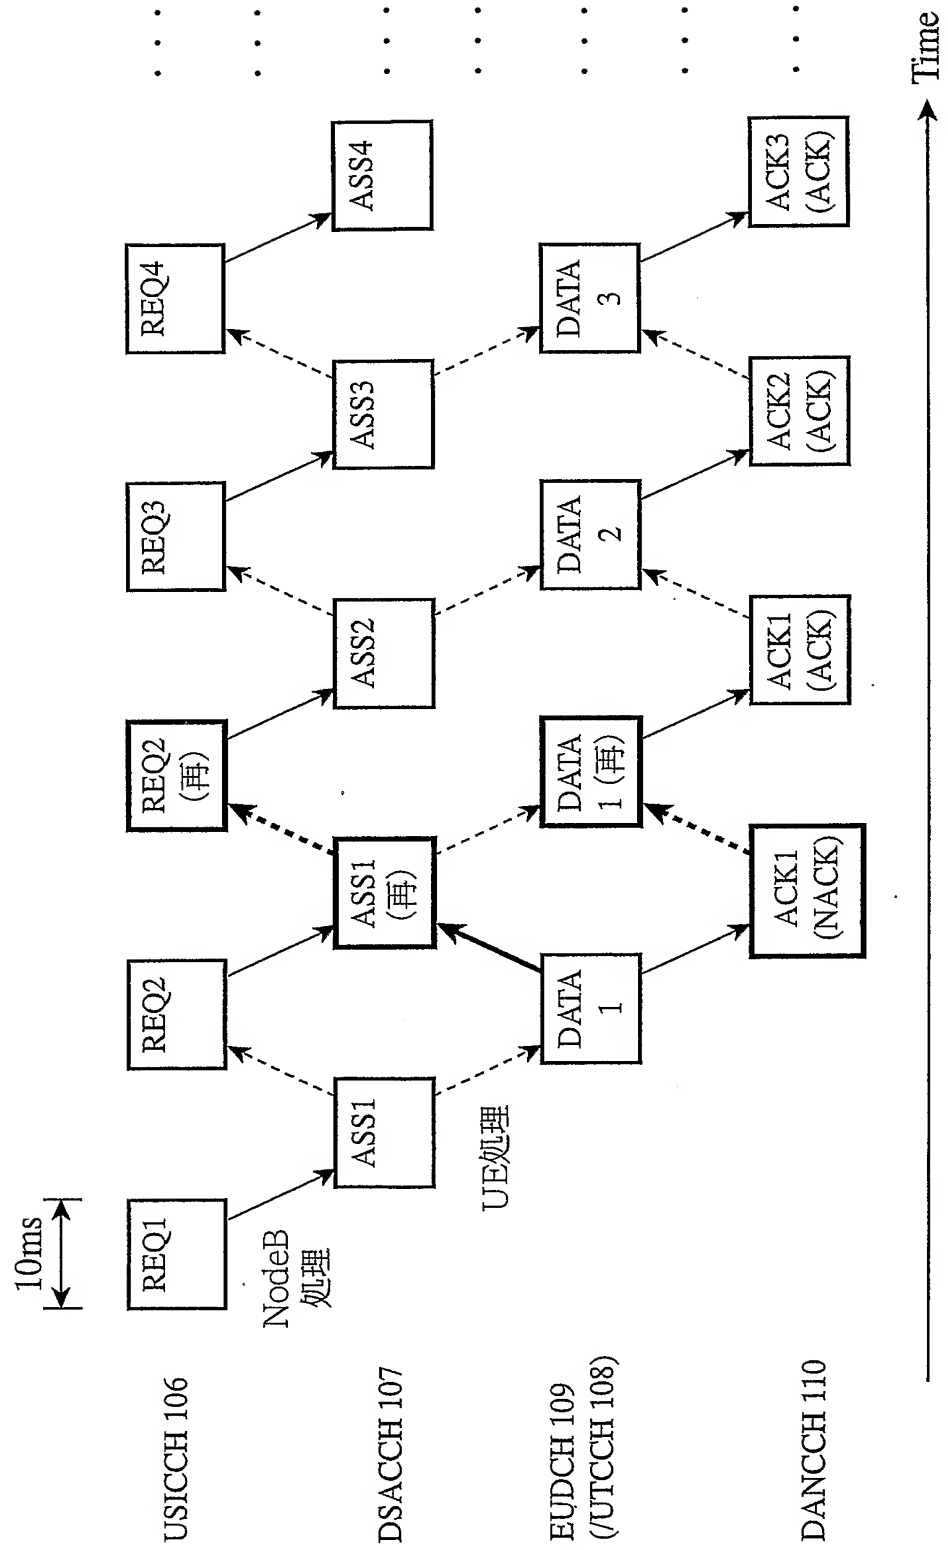 10ms
USICCH 106
REQ1
REQ2
REQ2
(再)
REQ3
REQ4
NodeB
処理
DSACCH 107
ASS1
ASS1
(再)
ASS2
ASS3
ASS4
UE処理
EUDCH 109
(/UTCCH 108)
DATA
1
DATA
1 (再)
DATA
2
DATA
3
DANCCH 110
ACK1
(NACK)
ACK1
(ACK)
ACK2
(ACK)
ACK3
(ACK)
Time